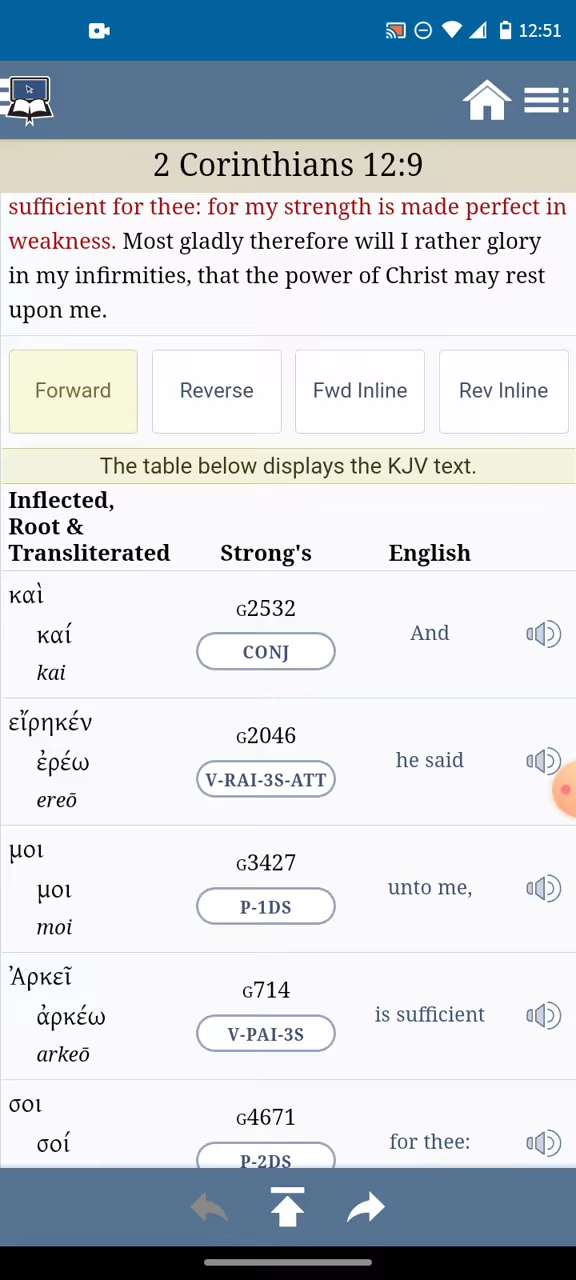 12:51
2 Corinthians 12:9
sufficient for thee: for my strength is made perfect in
weakness. Most gladly therefore will I rather glory
in my infirmities, that the power of Christ may rest
upon me.
Forward Reverse Fwd Inline Rev Inline
The table below displays the KJV text.
Inflected,
Root &
Transliterated Strong's English
καὶ
καί
kai
G2532
CONJ
And
εἴρηκέν
ἐρέω
ereō
G2046
V-RAI-3S-ATT
he said
μοι
μοι
moi
G3427
P-1DS
unto me,
Ἀρκεῖ
ἀρκέω
arkeō
G714
V-PAI-3S
is sufficient
σοι
σοί
G4671
P-2DS
for thee: